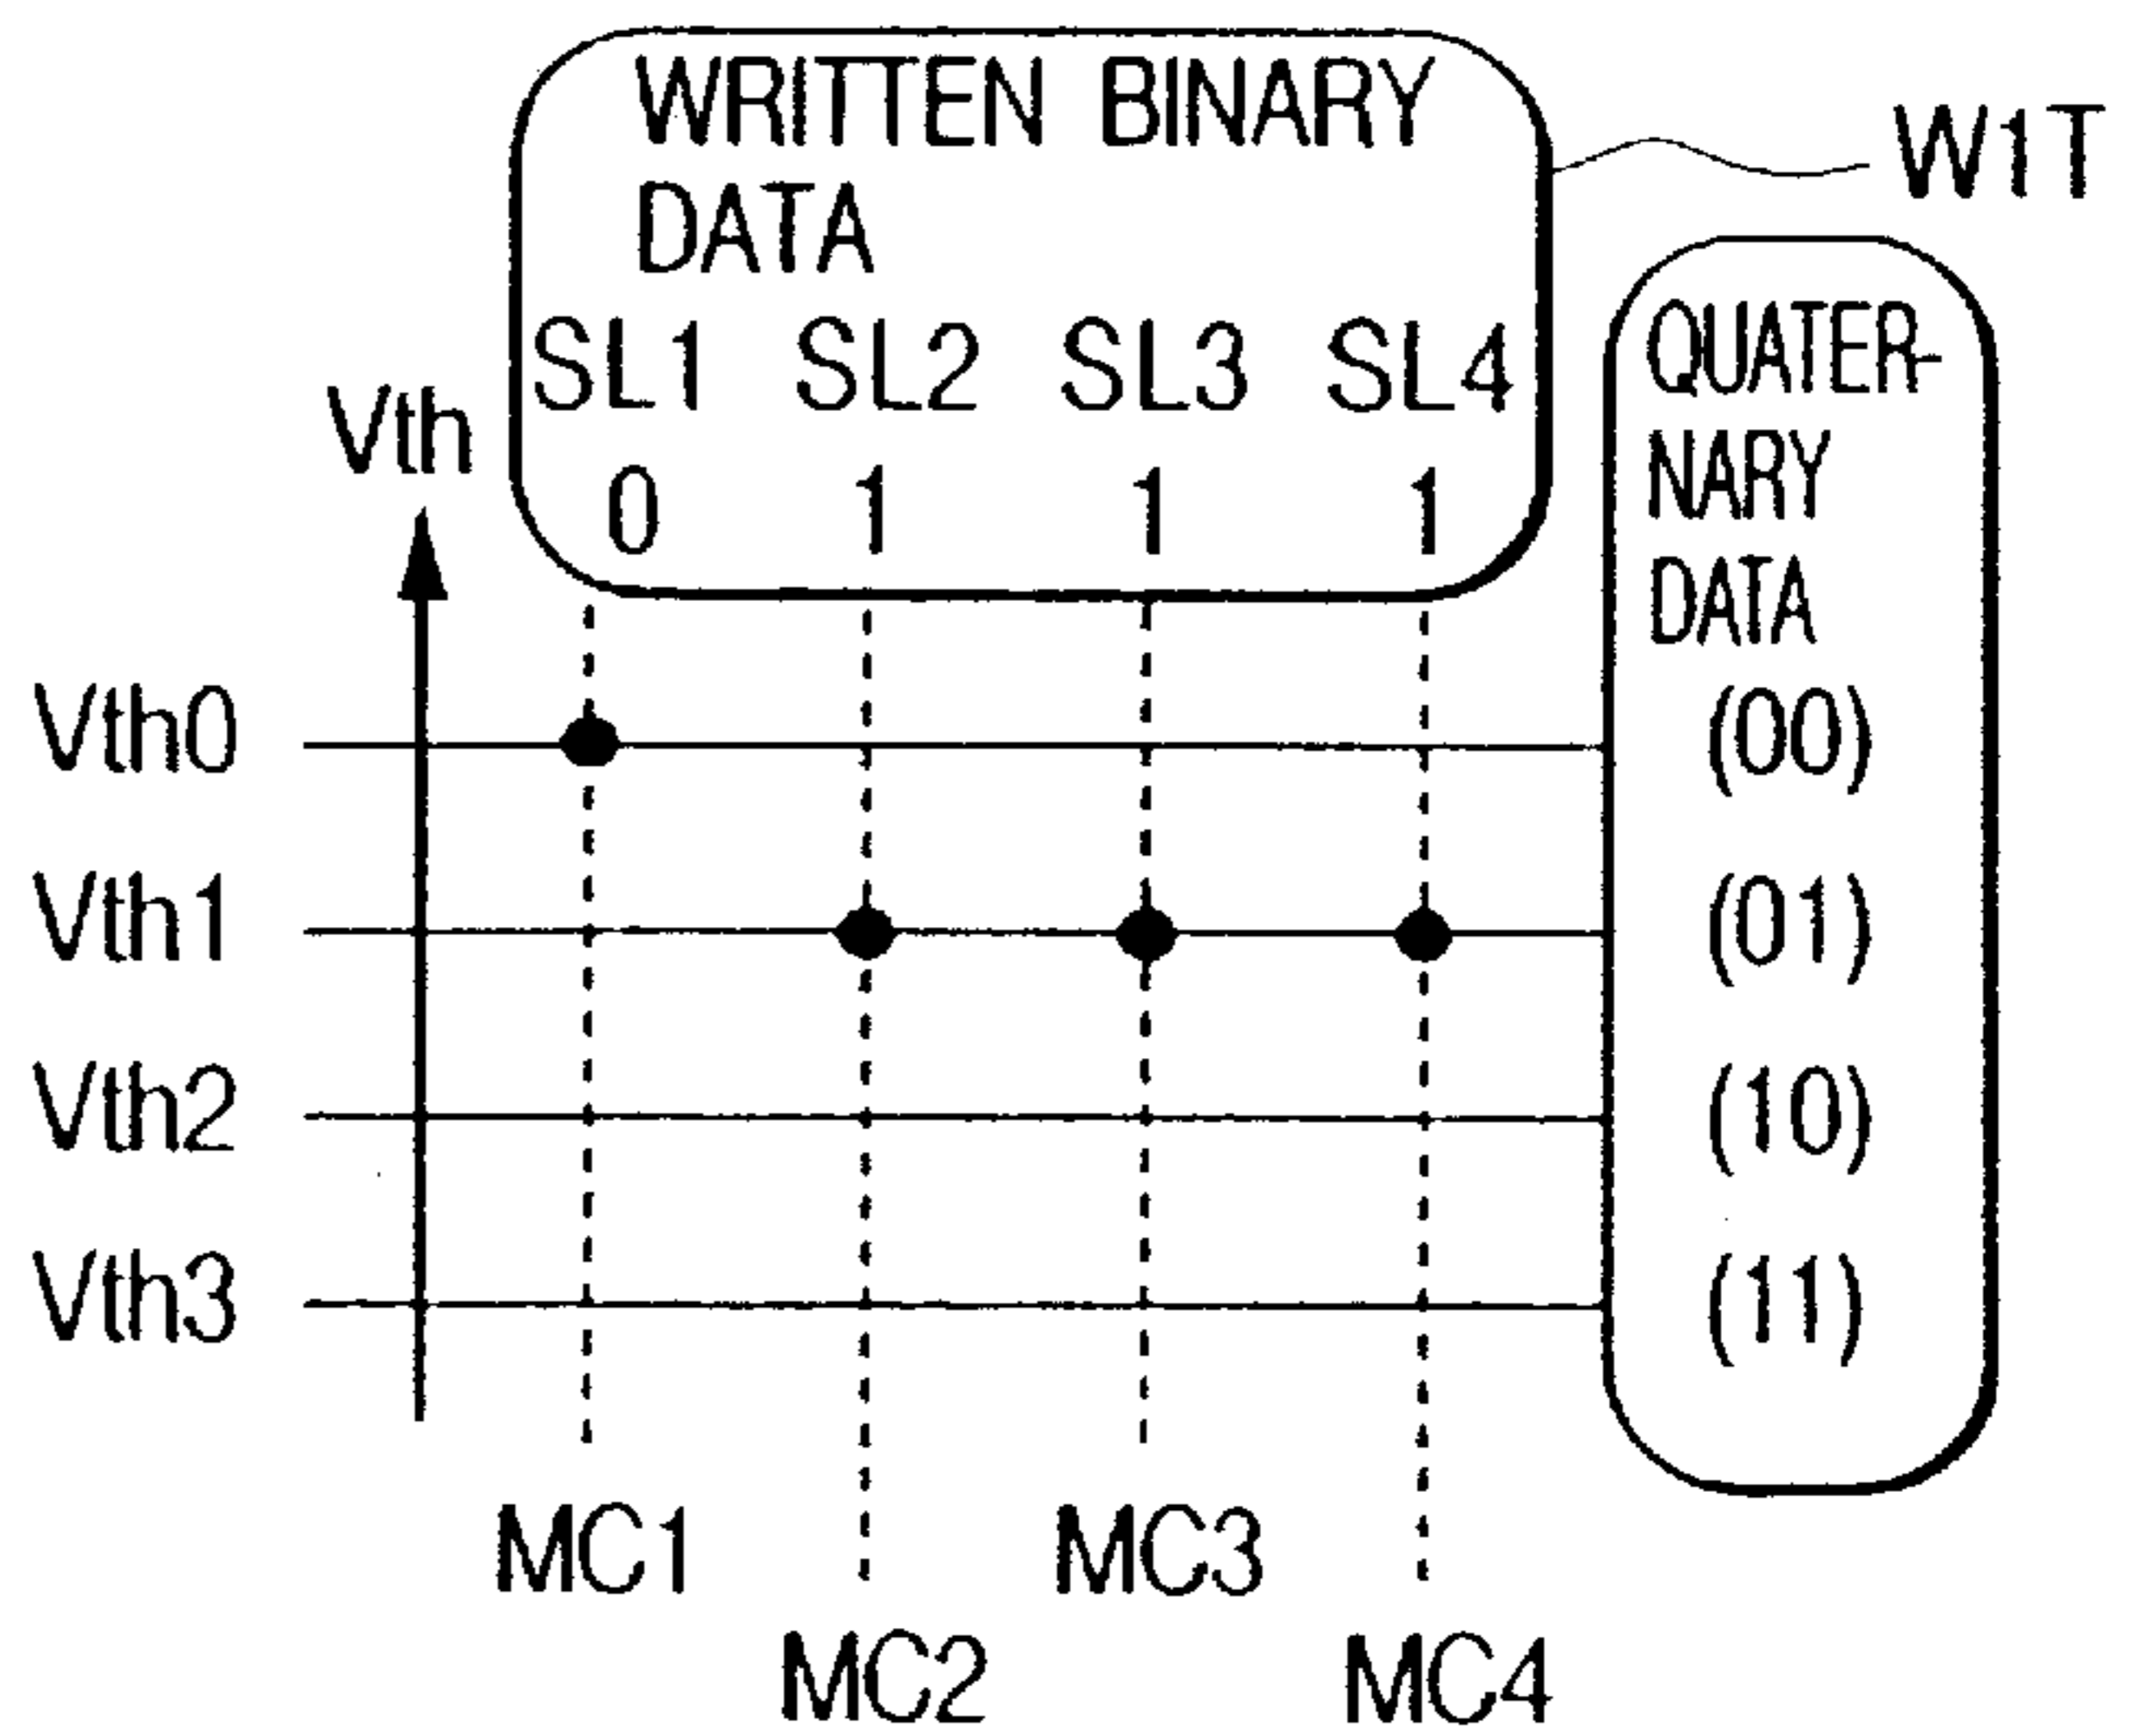 WRITTEN BINARY
DATA
W1T
SL1 SL2 SL3 SL4
0 1 1 1
QUATER-
NARY
DATA
Vth
Vth0 (00)
Vth1 (01)
Vth2 (10)
Vth3 (11)
MC1 MC3
MC2 MC4